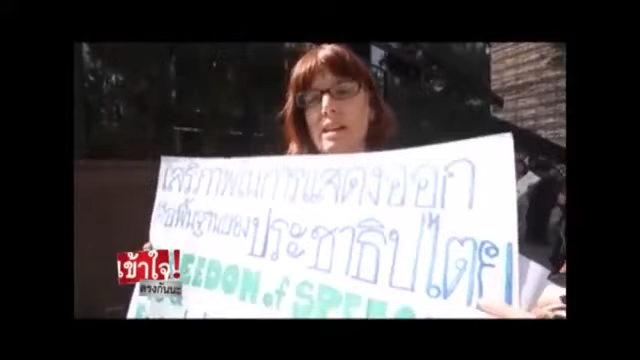 เสรีภาพในการแสดงออก
คือพื้นฐานของประชาธิปไตย!
FREEDOM of SPEECH
เข้าใจ!
ตรงกันนะ